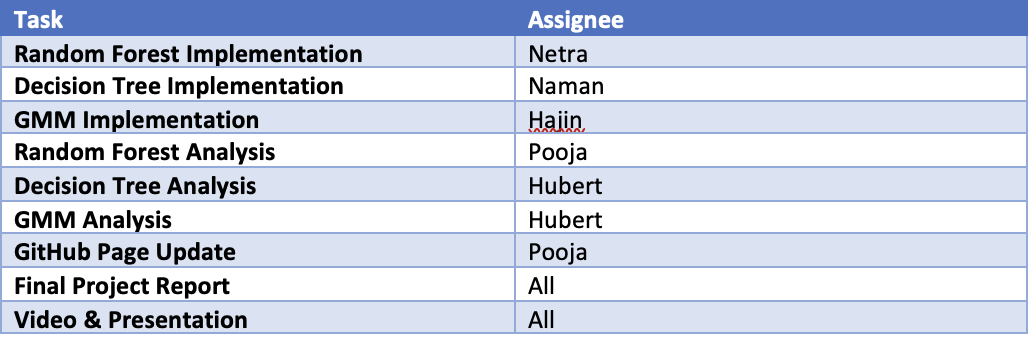 Task Assignee
Random Forest Implementation Netra
Decision Tree Implementation Naman
GMM Implementation Hajin
Random Forest Analysis Pooja
Decision Tree Analysis Hubert
GMM Analysis Hubert
GitHub Page Update Pooja
Final Project Report All
Video & Presentation All